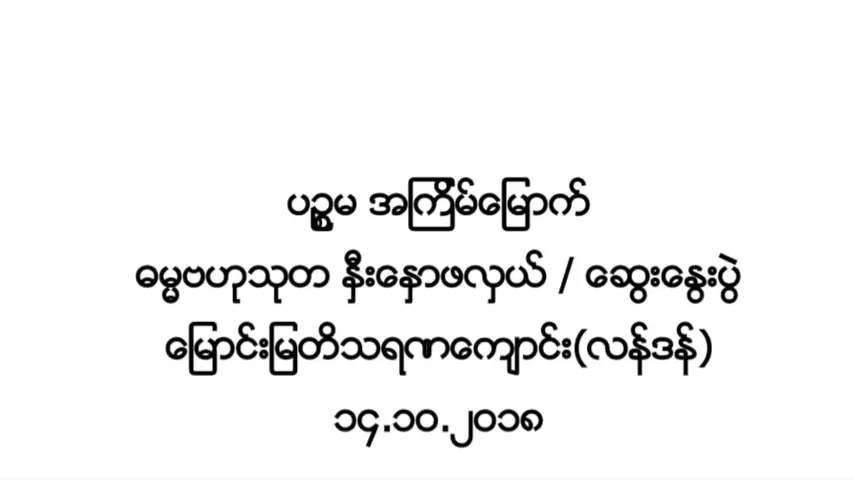 ပဉ္စမ အကြိမ်မြောက်
ဓမ္မဗဟုသုတ နှီးနှောဖလှယ် / ဆွေးနွေးပွဲ
မြောင်းမြတိသရဏကျောင်း(လန်ဒန်)
၁၄.၁၀.၂၀၁၈